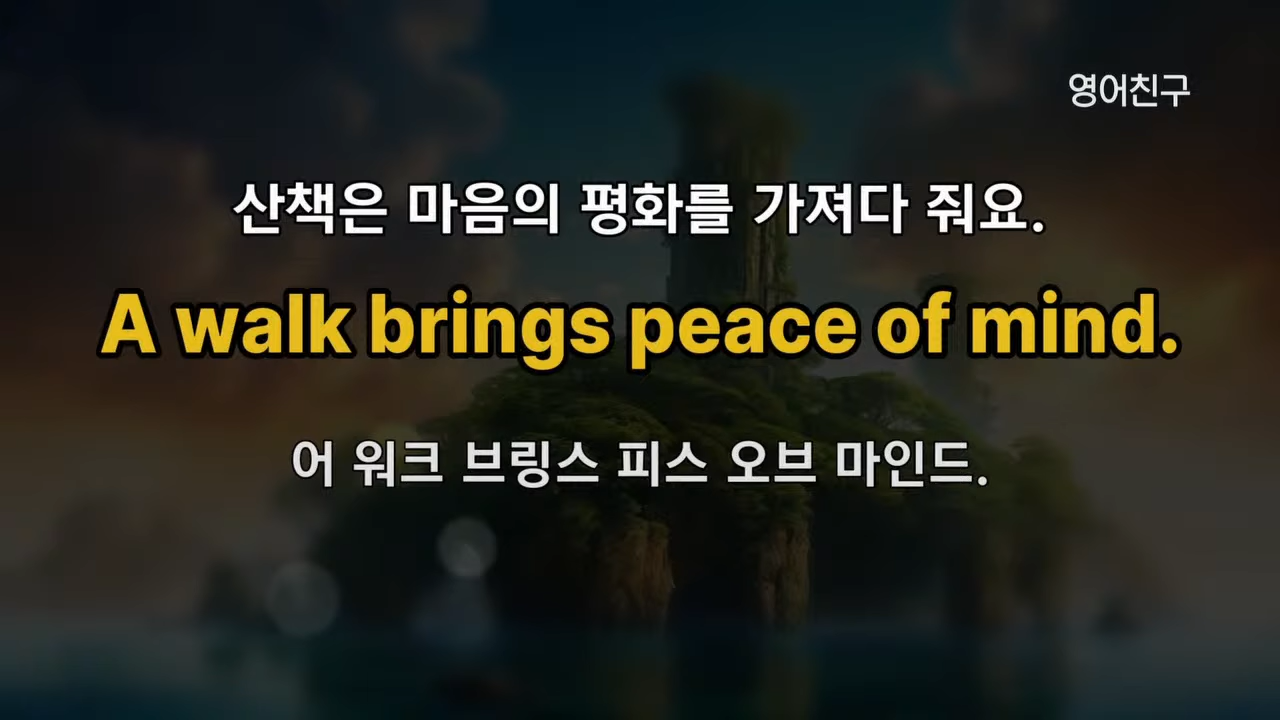 영어친구
산책은 마음의 평화를 가져다 줘요.
A walk brings peace of mind.
어 워크 브링스 피스 오브 마인드.